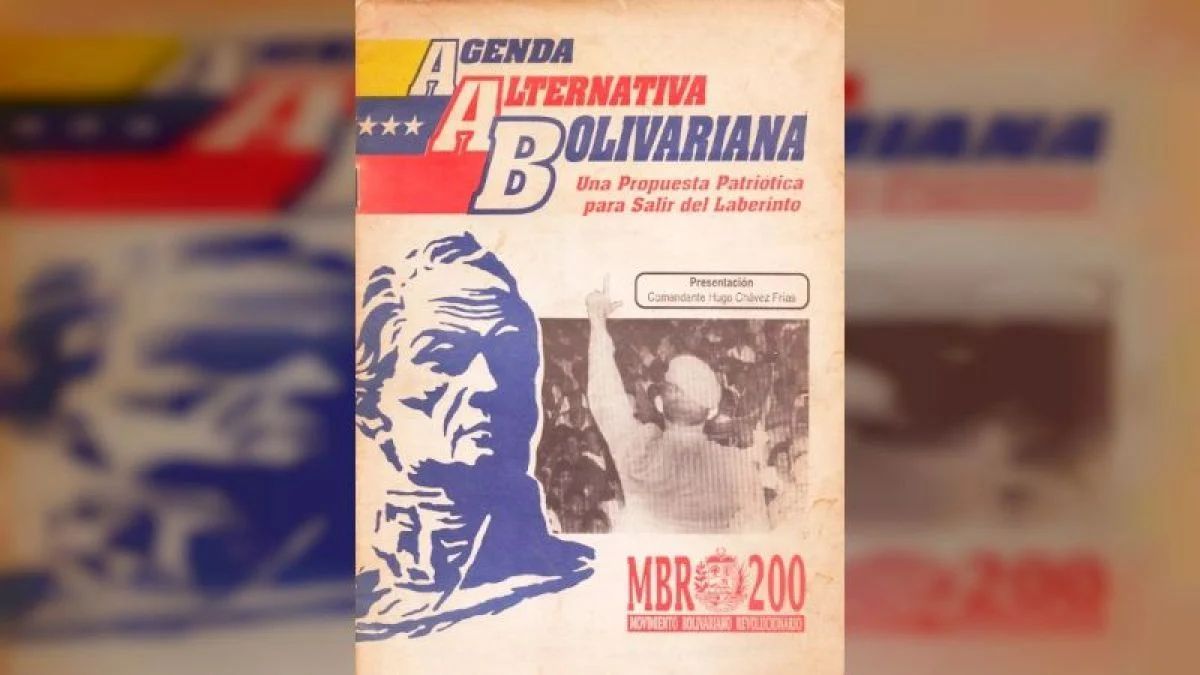 AGENDA
ALTERNATIVA
BOLIVARIANA
Una Propuesta Patriótica
para Salir del Laberinto
Presentación
Comandante Hugo Chávez Frías
MBR 200
MOVIMIENTO BOLIVARIANO REVOLUCIONARIO